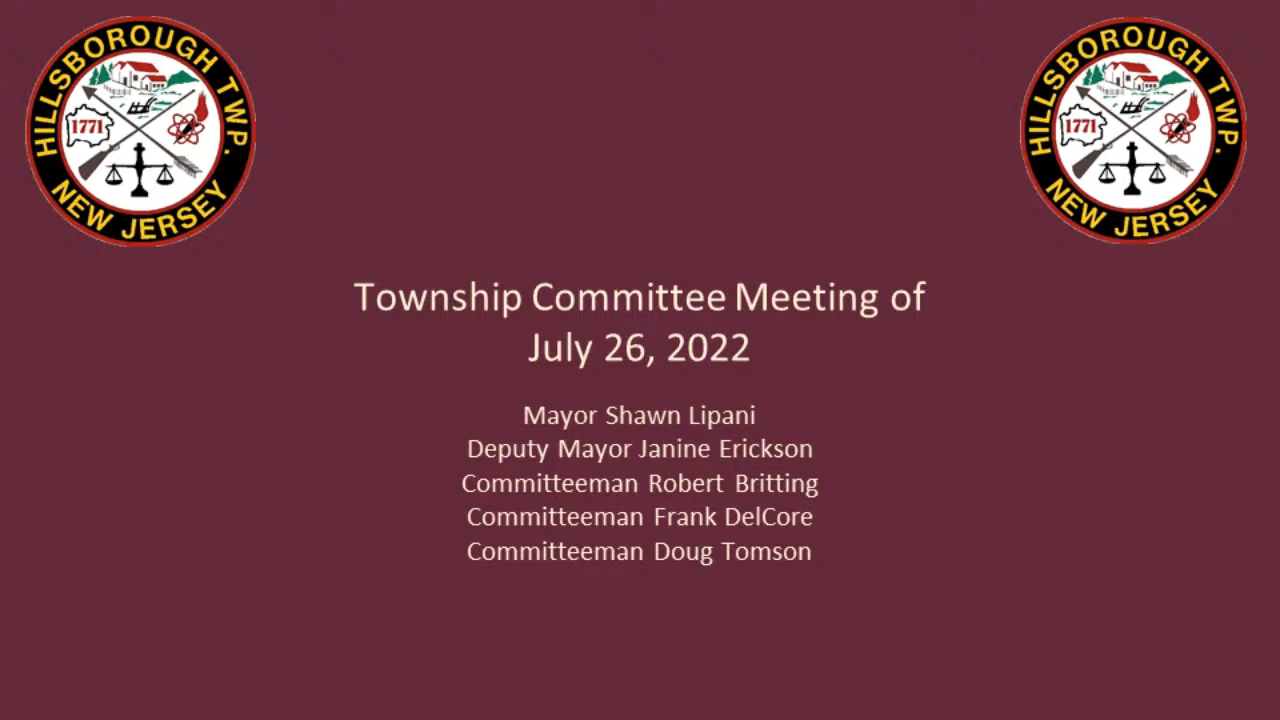 HILLSBOROUGH TWP.
1771
NEW JERSEY
HILLSBOROUGH TWP.
1771
NEW JERSEY
Township Committee Meeting of
July 26, 2022
Mayor Shawn Lipani
Deputy Mayor Janine Erickson
Committeeman Robert Britting
Committeeman Frank DelCore
Committeeman Doug Tomson